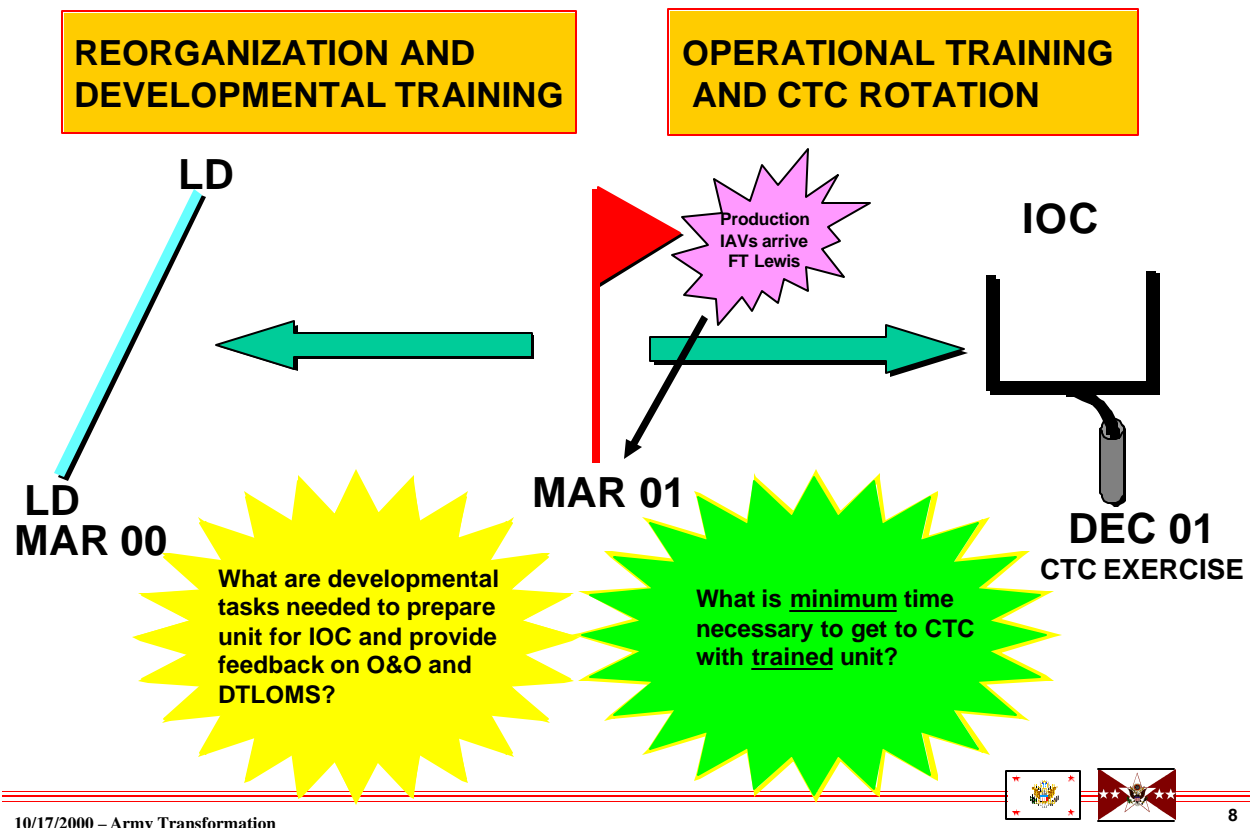 REORGANIZATION AND
DEVELOPMENTAL TRAINING
OPERATIONAL TRAINING
AND CTC ROTATION
LD
Production
IAVs arrive
FT Lewis
IOC
LD
MAR 00
MAR 01
DEC 01
CTC EXERCISE
What are developmental
tasks needed to prepare
unit for IOC and provide
feedback on O&O and
DTLOMS?
What is minimum time
necessary to get to CTC
with trained unit?
10/17/2000 – Army Transformation
8